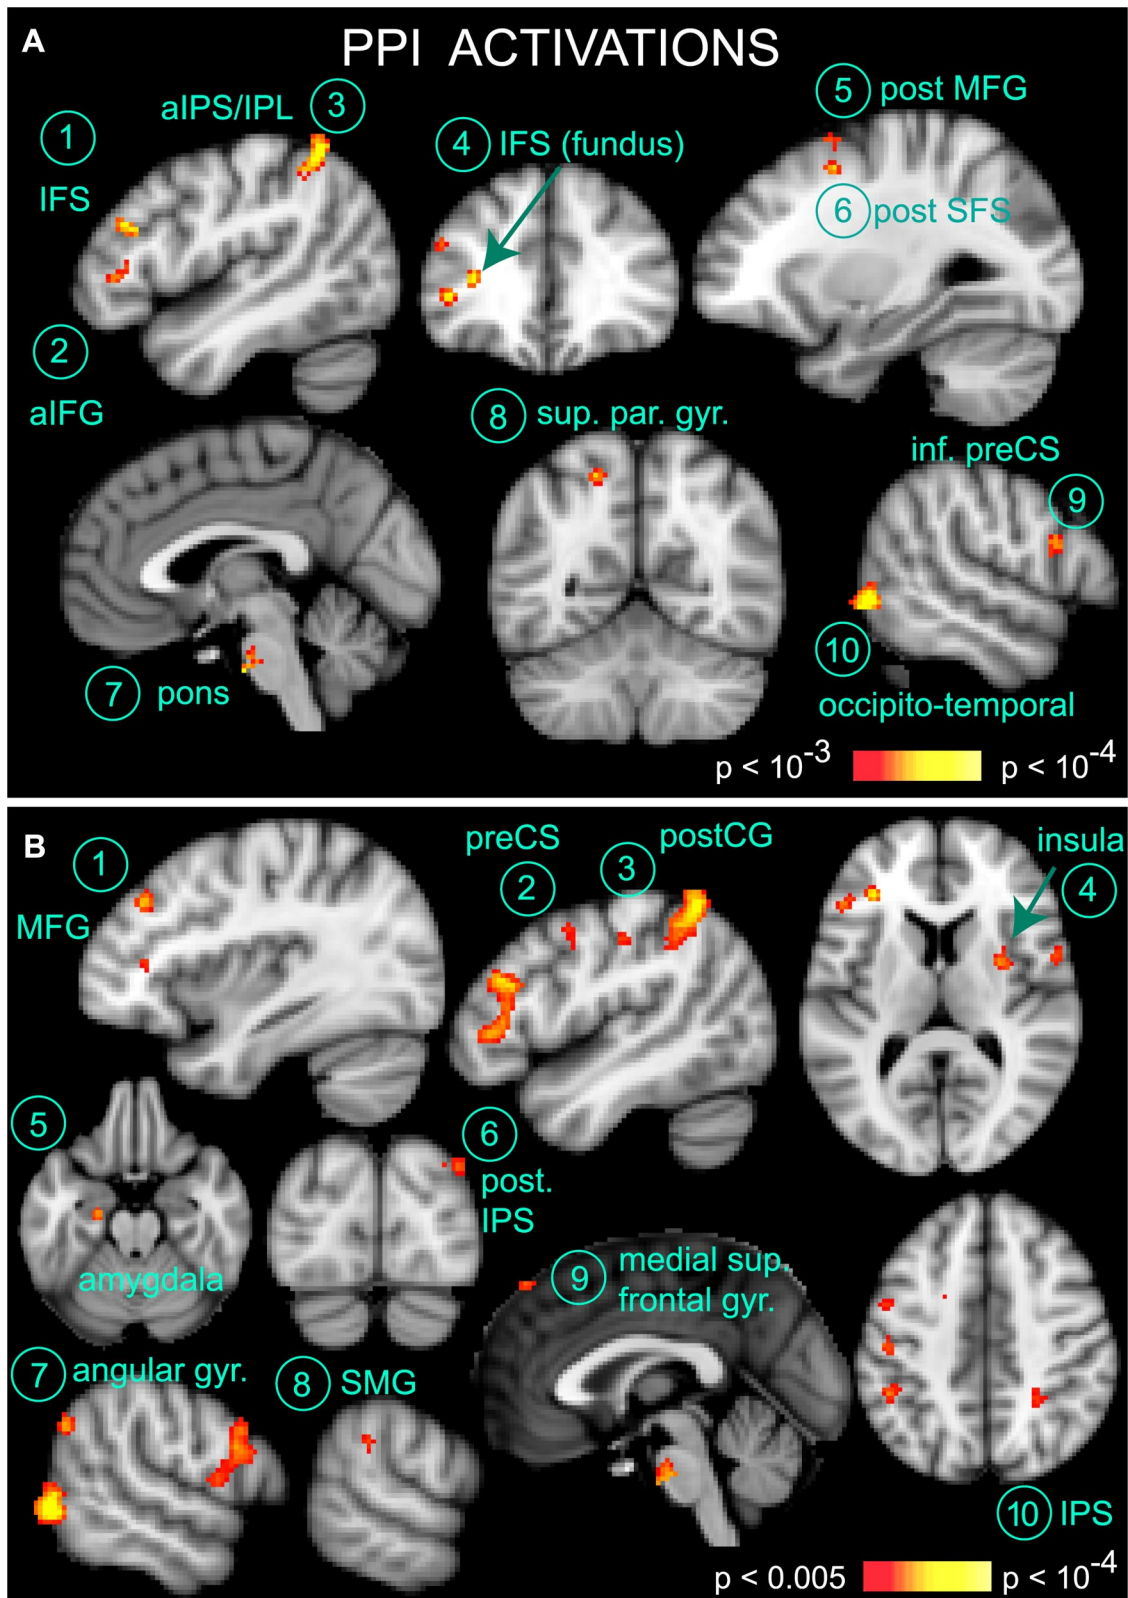 A
PPI ACTIVATIONS
1
IFS
aIPS/IPL 3
4 IFS (fundus)
5 post MFG
6 post SFS
2
aIFG
8 sup. par. gyr.
inf. preCS
9
10
occipito-temporal
7 pons
p < 10^-3
p < 10^-4
B
1
MFG
preCS
2
3
postCG
insula
4
5
amygdala
6
post.
IPS
9 medial sup.
frontal gyr.
7 angular gyr.
8 SMG
10 IPS
p < 0.005
p < 10^-4